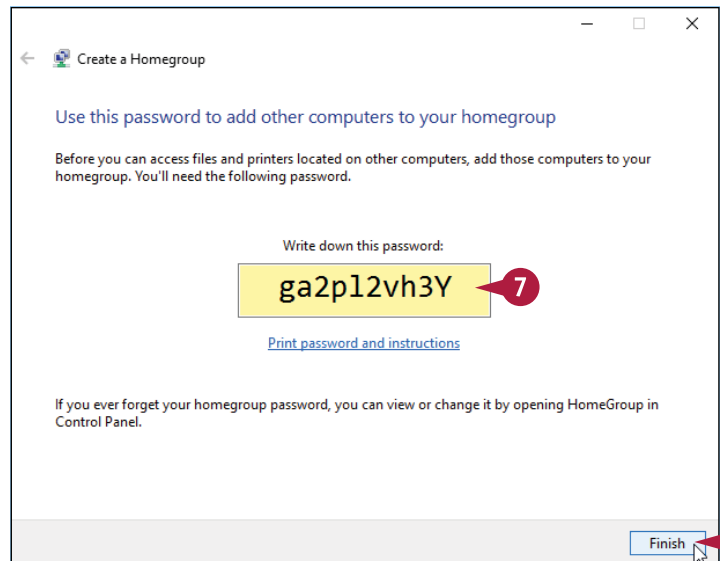 Create a Homegroup
Use this password to add other computers to your homegroup
Before you can access files and printers located on other computers, add those computers to your
homegroup. You'll need the following password.
Write down this password:
ga2pl2vh3Y
7
Print password and instructions
If you ever forget your homegroup password, you can view or change it by opening HomeGroup in
Control Panel.
Finish